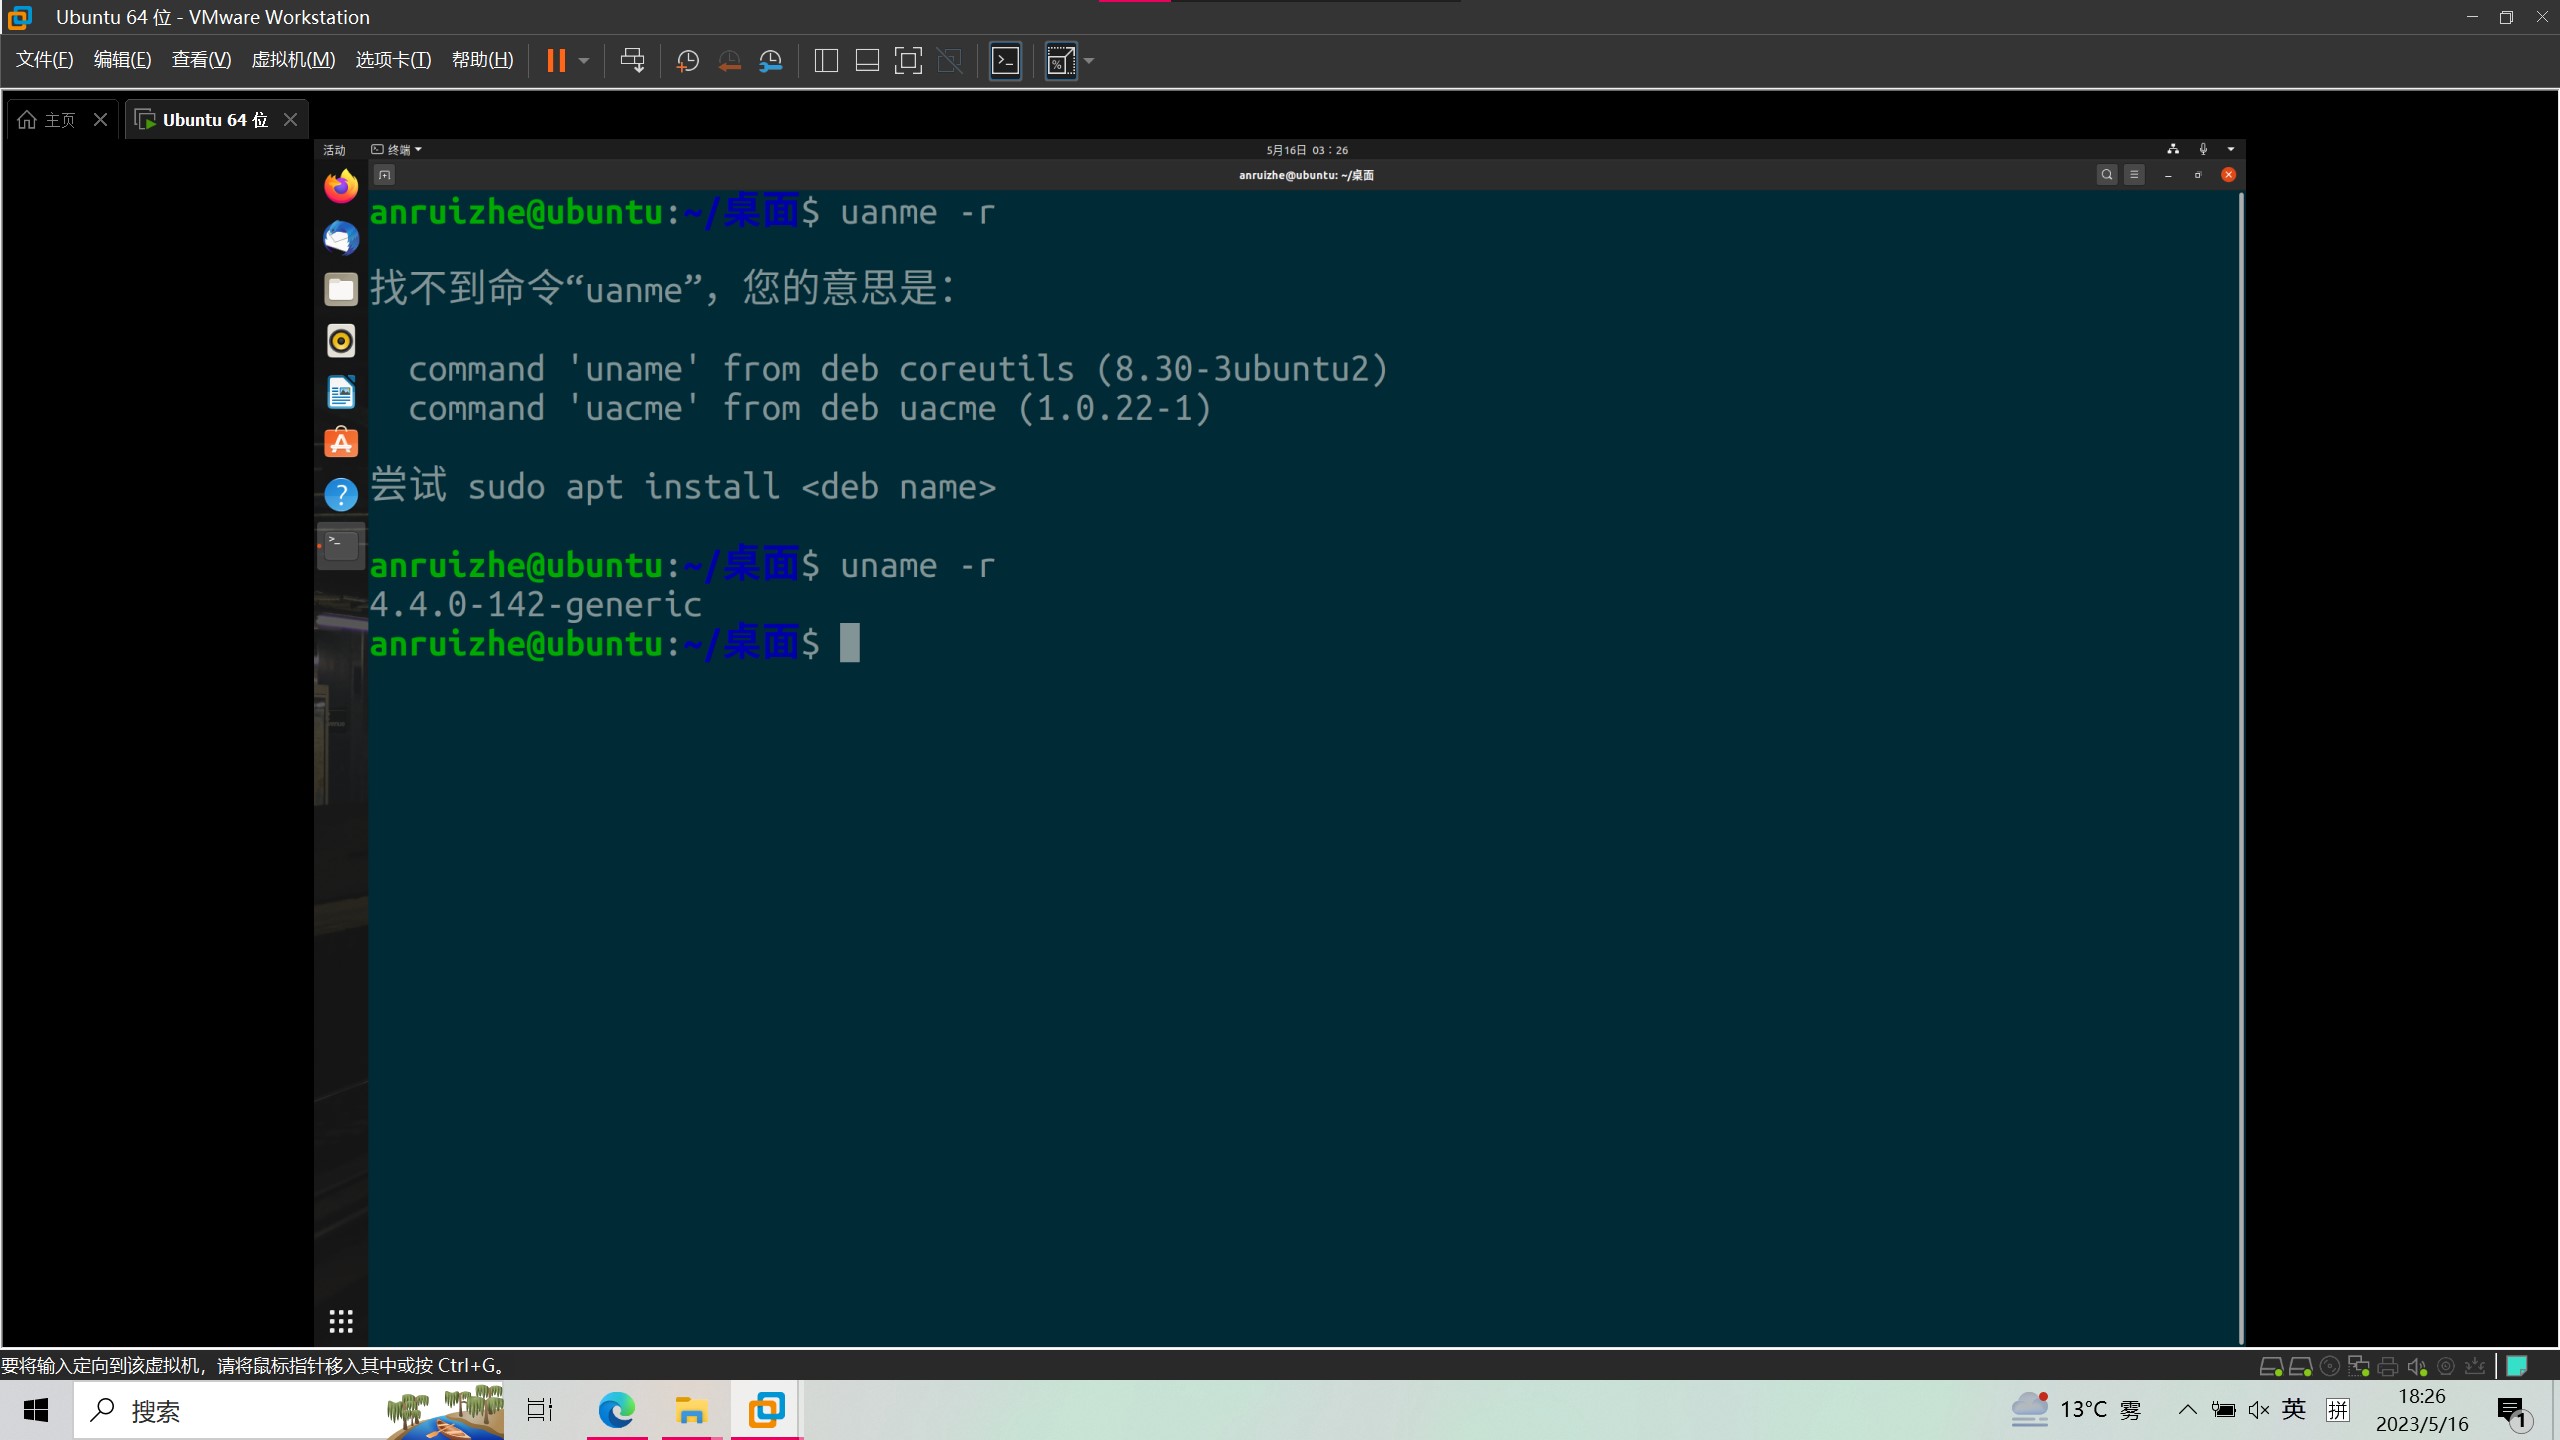 Ubuntu 64 位 - VMware Workstation
文件(F) 编辑(E) 查看(V) 虚拟机(M) 选项卡(T) 帮助(H)
主页 Ubuntu 64 位
活动 终端 5月16日 03：26
anruizhe@ubuntu: ~/桌面
anruizhe@ubuntu:~/桌面$ uanme -r
找不到命令“uanme”，您的意思是：
command 'uname' from deb coreutils (8.30-3ubuntu2)
command 'uacme' from deb uacme (1.0.22-1)
尝试 sudo apt install <deb name>
anruizhe@ubuntu:~/桌面$ uname -r
4.4.0-142-generic
anruizhe@ubuntu:~/桌面$
要将输入定向到该虚拟机，请将鼠标指针移入其中或按 Ctrl+G。
搜索 13°C 雾 英 拼 18:26
2023/5/16 1